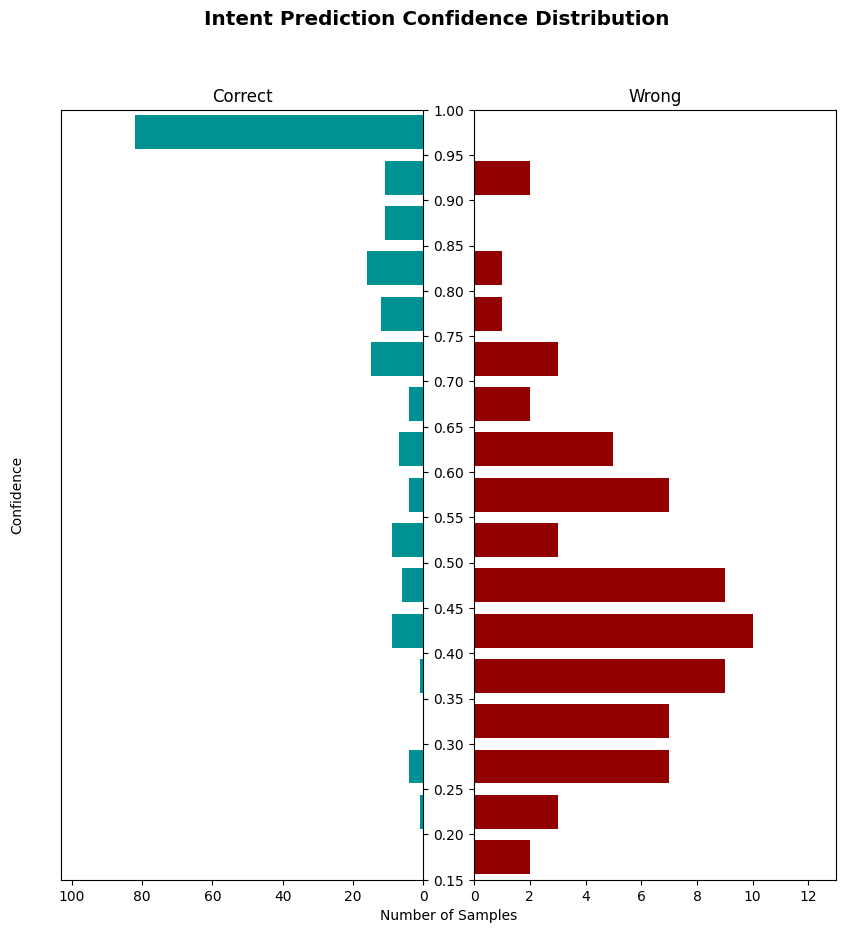 Intent Prediction Confidence Distribution
Correct
Wrong
1.00
0.95
0.90
0.85
0.80
0.75
0.70
0.65
0.60
0.55
0.50
0.45
0.40
0.35
0.30
0.25
0.20
0.15
Confidence
100 80 60 40 20 0
0 2 4 6 8 10 12
Number of Samples